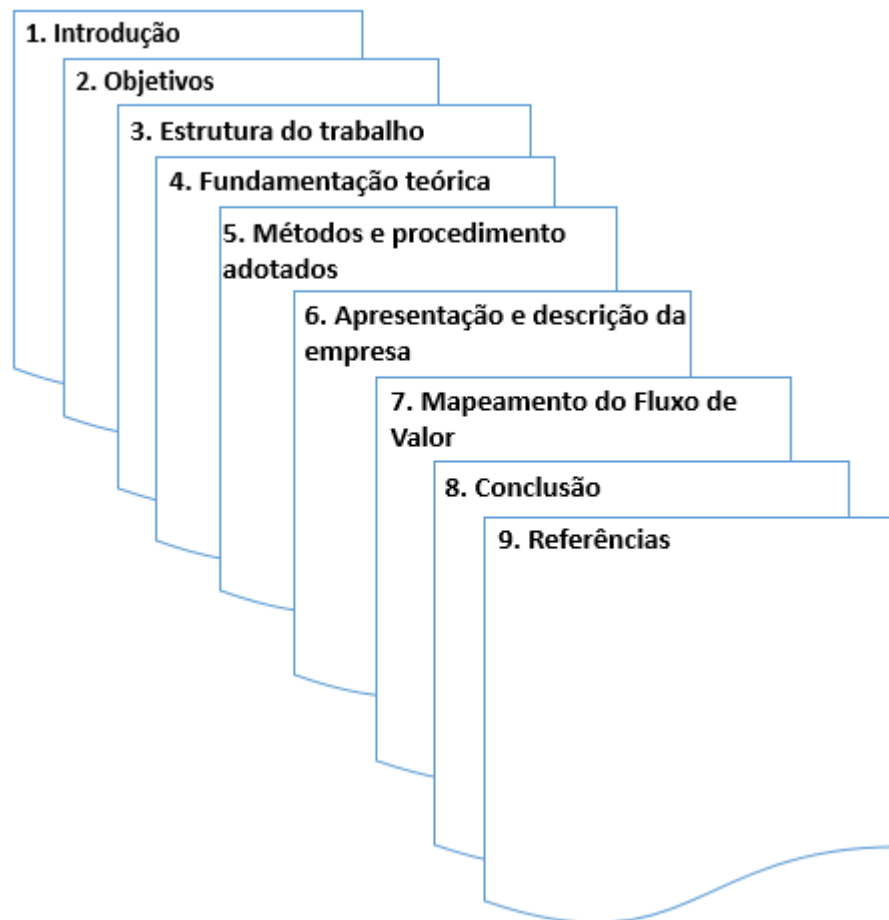 1. Introdução
2. Objetivos
3. Estrutura do trabalho
4. Fundamentação teórica
5. Métodos e procedimento
adotados
6. Apresentação e descrição da
empresa
7. Mapeamento do Fluxo de
Valor
8. Conclusão
9. Referências